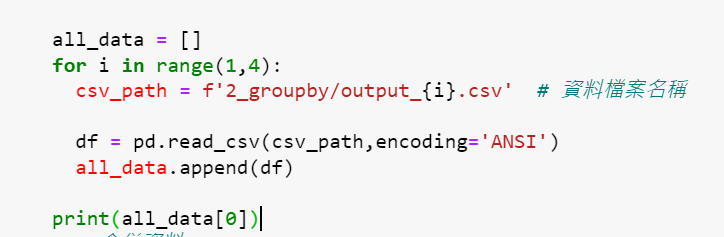 all_data = []
for i in range(1,4):
  csv_path = f'2_groupby/output_{i}.csv'  # 資料檔案名稱
  df = pd.read_csv(csv_path,encoding='ANSI')
  all_data.append(df)
print(all_data[0])